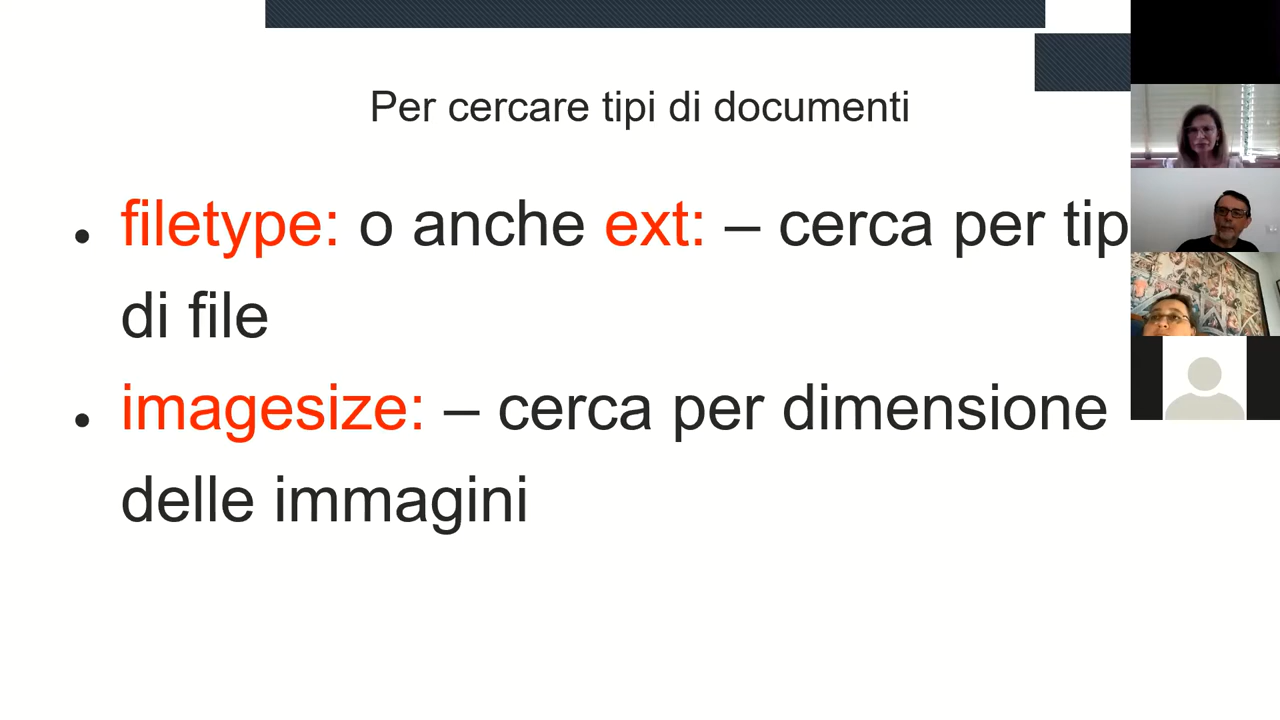 Per cercare tipi di documenti
• filetype: o anche ext: – cerca per tip
di file
• imagesize: – cerca per dimensione
delle immagini